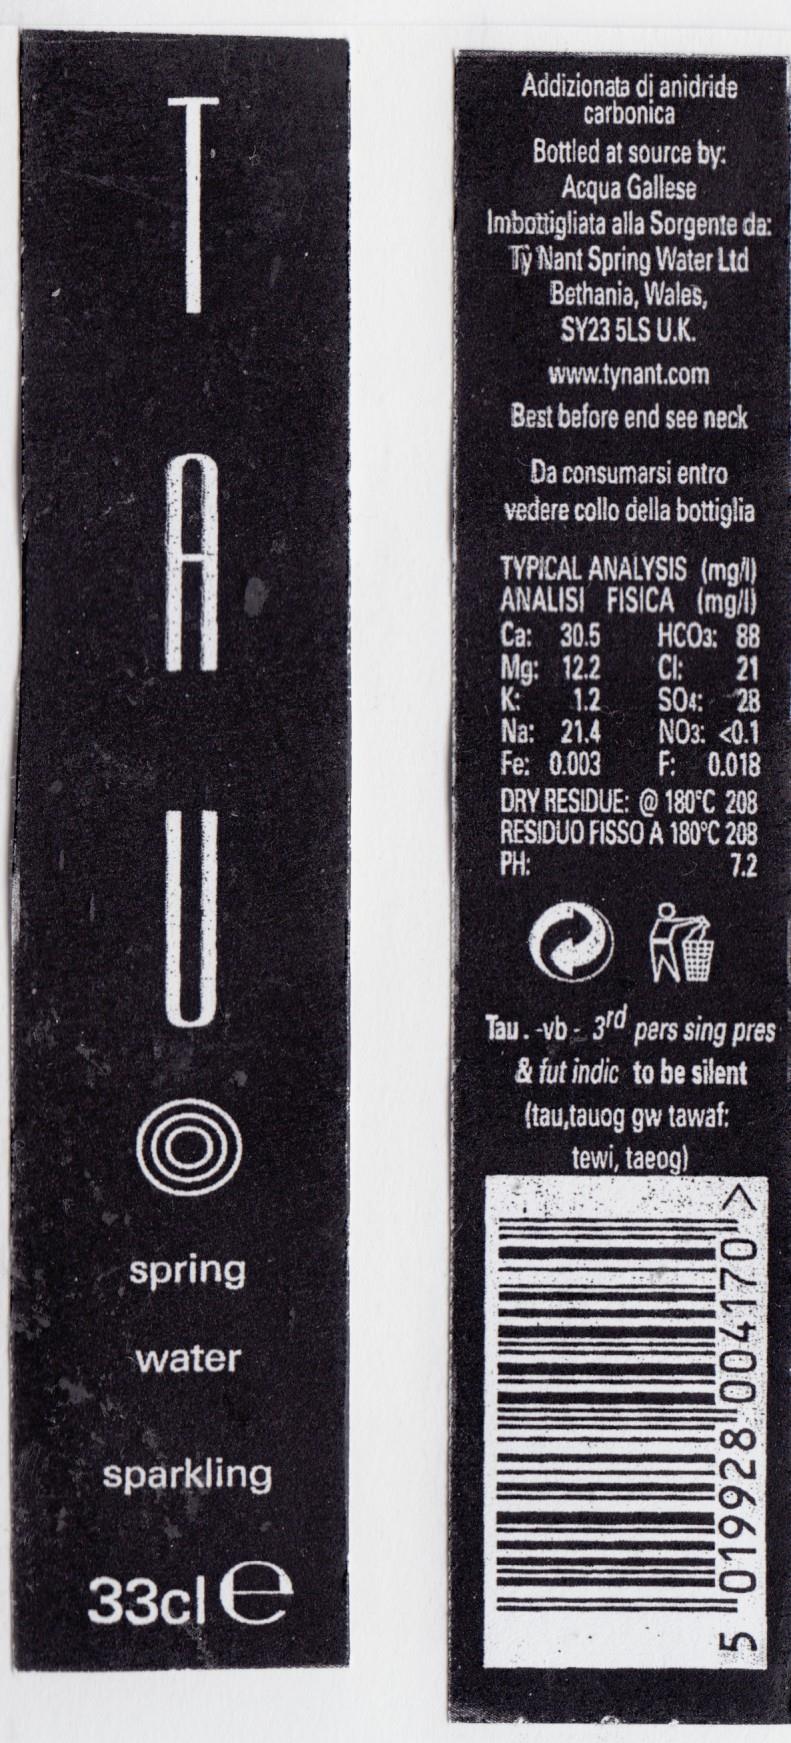 T
A
U
spring
water
sparkling
33cl ℮
Addizionata di anidride
carbonica
Bottled at source by:
Acqua Gallese
Imbottigliata alla Sorgente da:
Tŷ Nant Spring Water Ltd
Bethania, Wales,
SY23 5LS U.K.
www.tynant.com
Best before end see neck
Da consumarsi entro
vedere collo della bottiglia
TYPICAL ANALYSIS (mg/l)
ANALISI FISICA (mg/l)
Ca: 30.5 HCO3: 88
Mg: 12.2 Cl: 21
K: 1.2 SO4: 28
Na: 21.4 NO3: <0.1
Fe: 0.003 F: 0.018
DRY RESIDUE: @ 180°C 208
RESIDUO FISSO A 180°C 208
PH: 7.2
Tau. -vb - 3rd pers sing pres
& fut indic to be silent
(tau,tauog gw tawaf:
tewi, taeog)
5 019928 004170 >